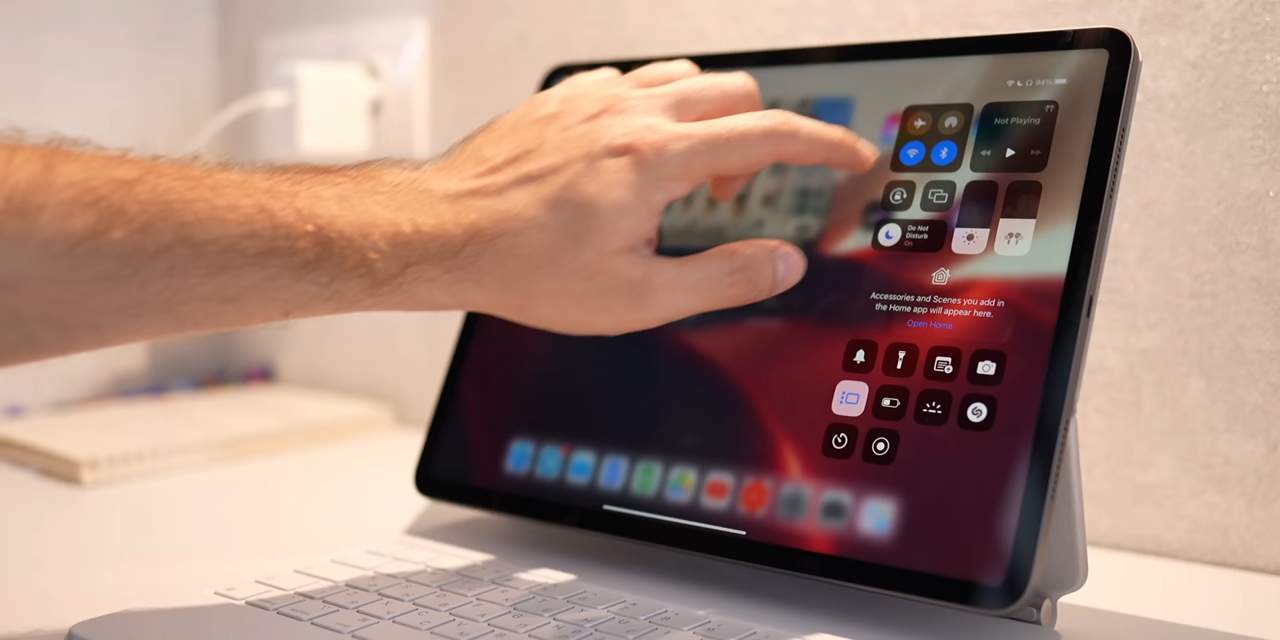 94%
Not Playing
Do Not
Disturb
On
Accessories and Scenes you add in
the Home app will appear here.
Open Home